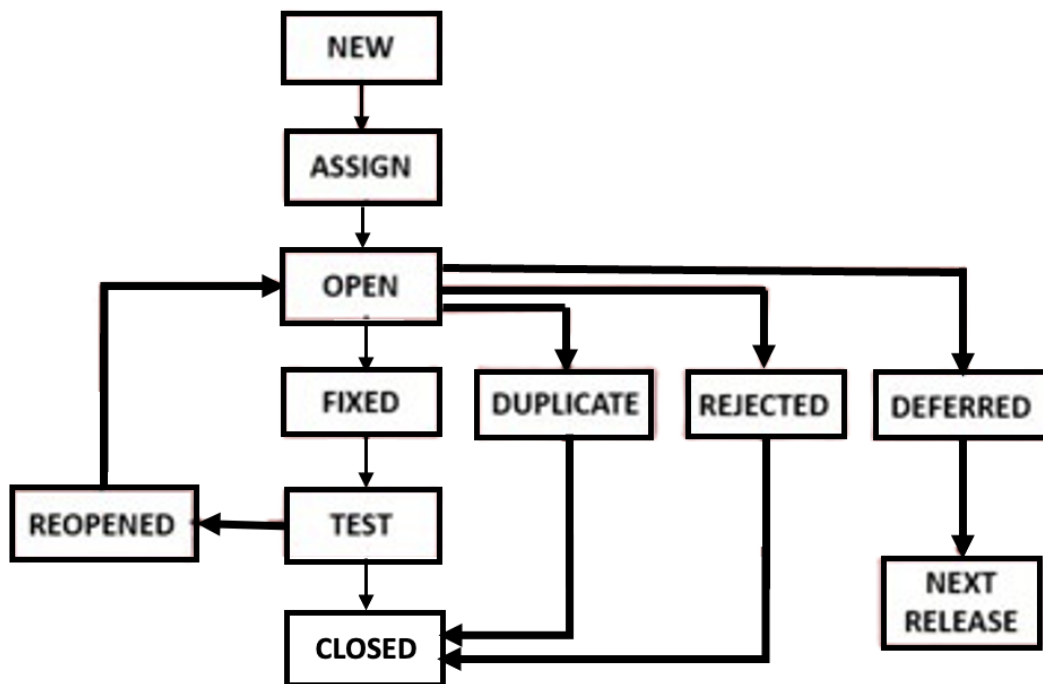 NEW
ASSIGN
OPEN
FIXED
DUPLICATE
REJECTED
DEFERRED
REOPENED
TEST
NEXT
RELEASE
CLOSED